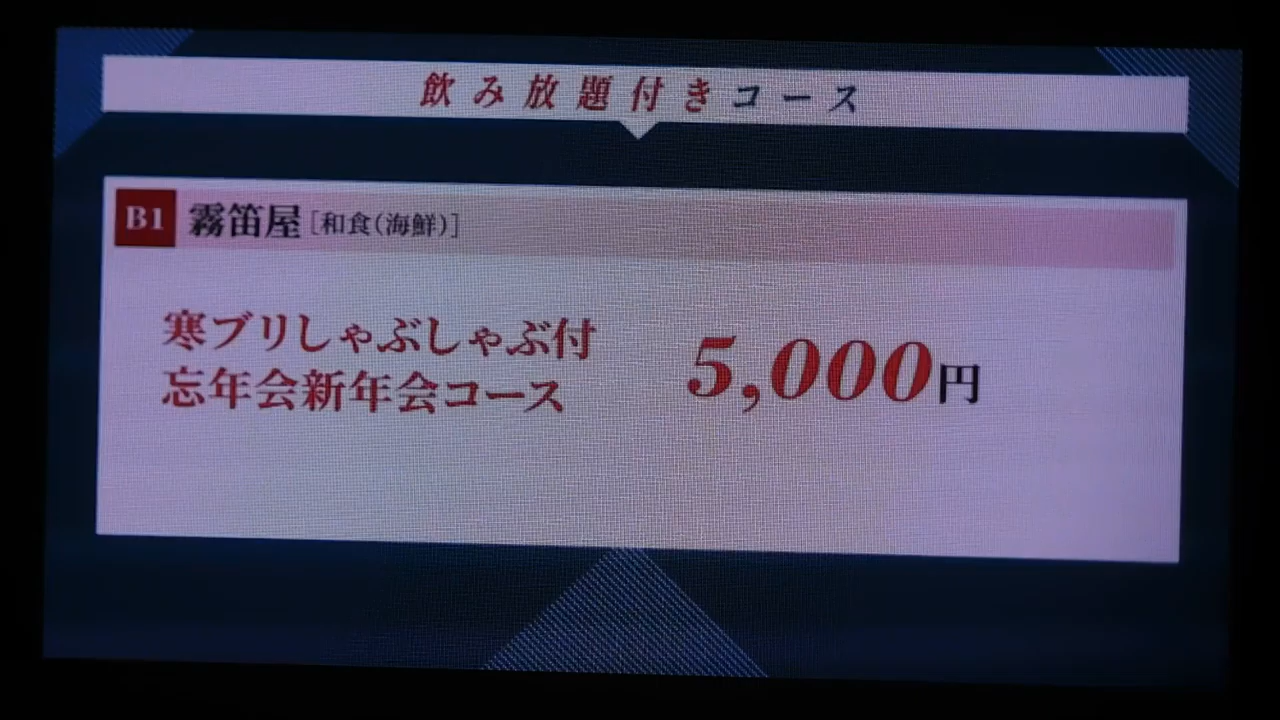 飲み放題付きコース
B1 霧笛屋［和食（海鮮）］
寒ブリしゃぶしゃぶ付
忘年会新年会コース
5,000円